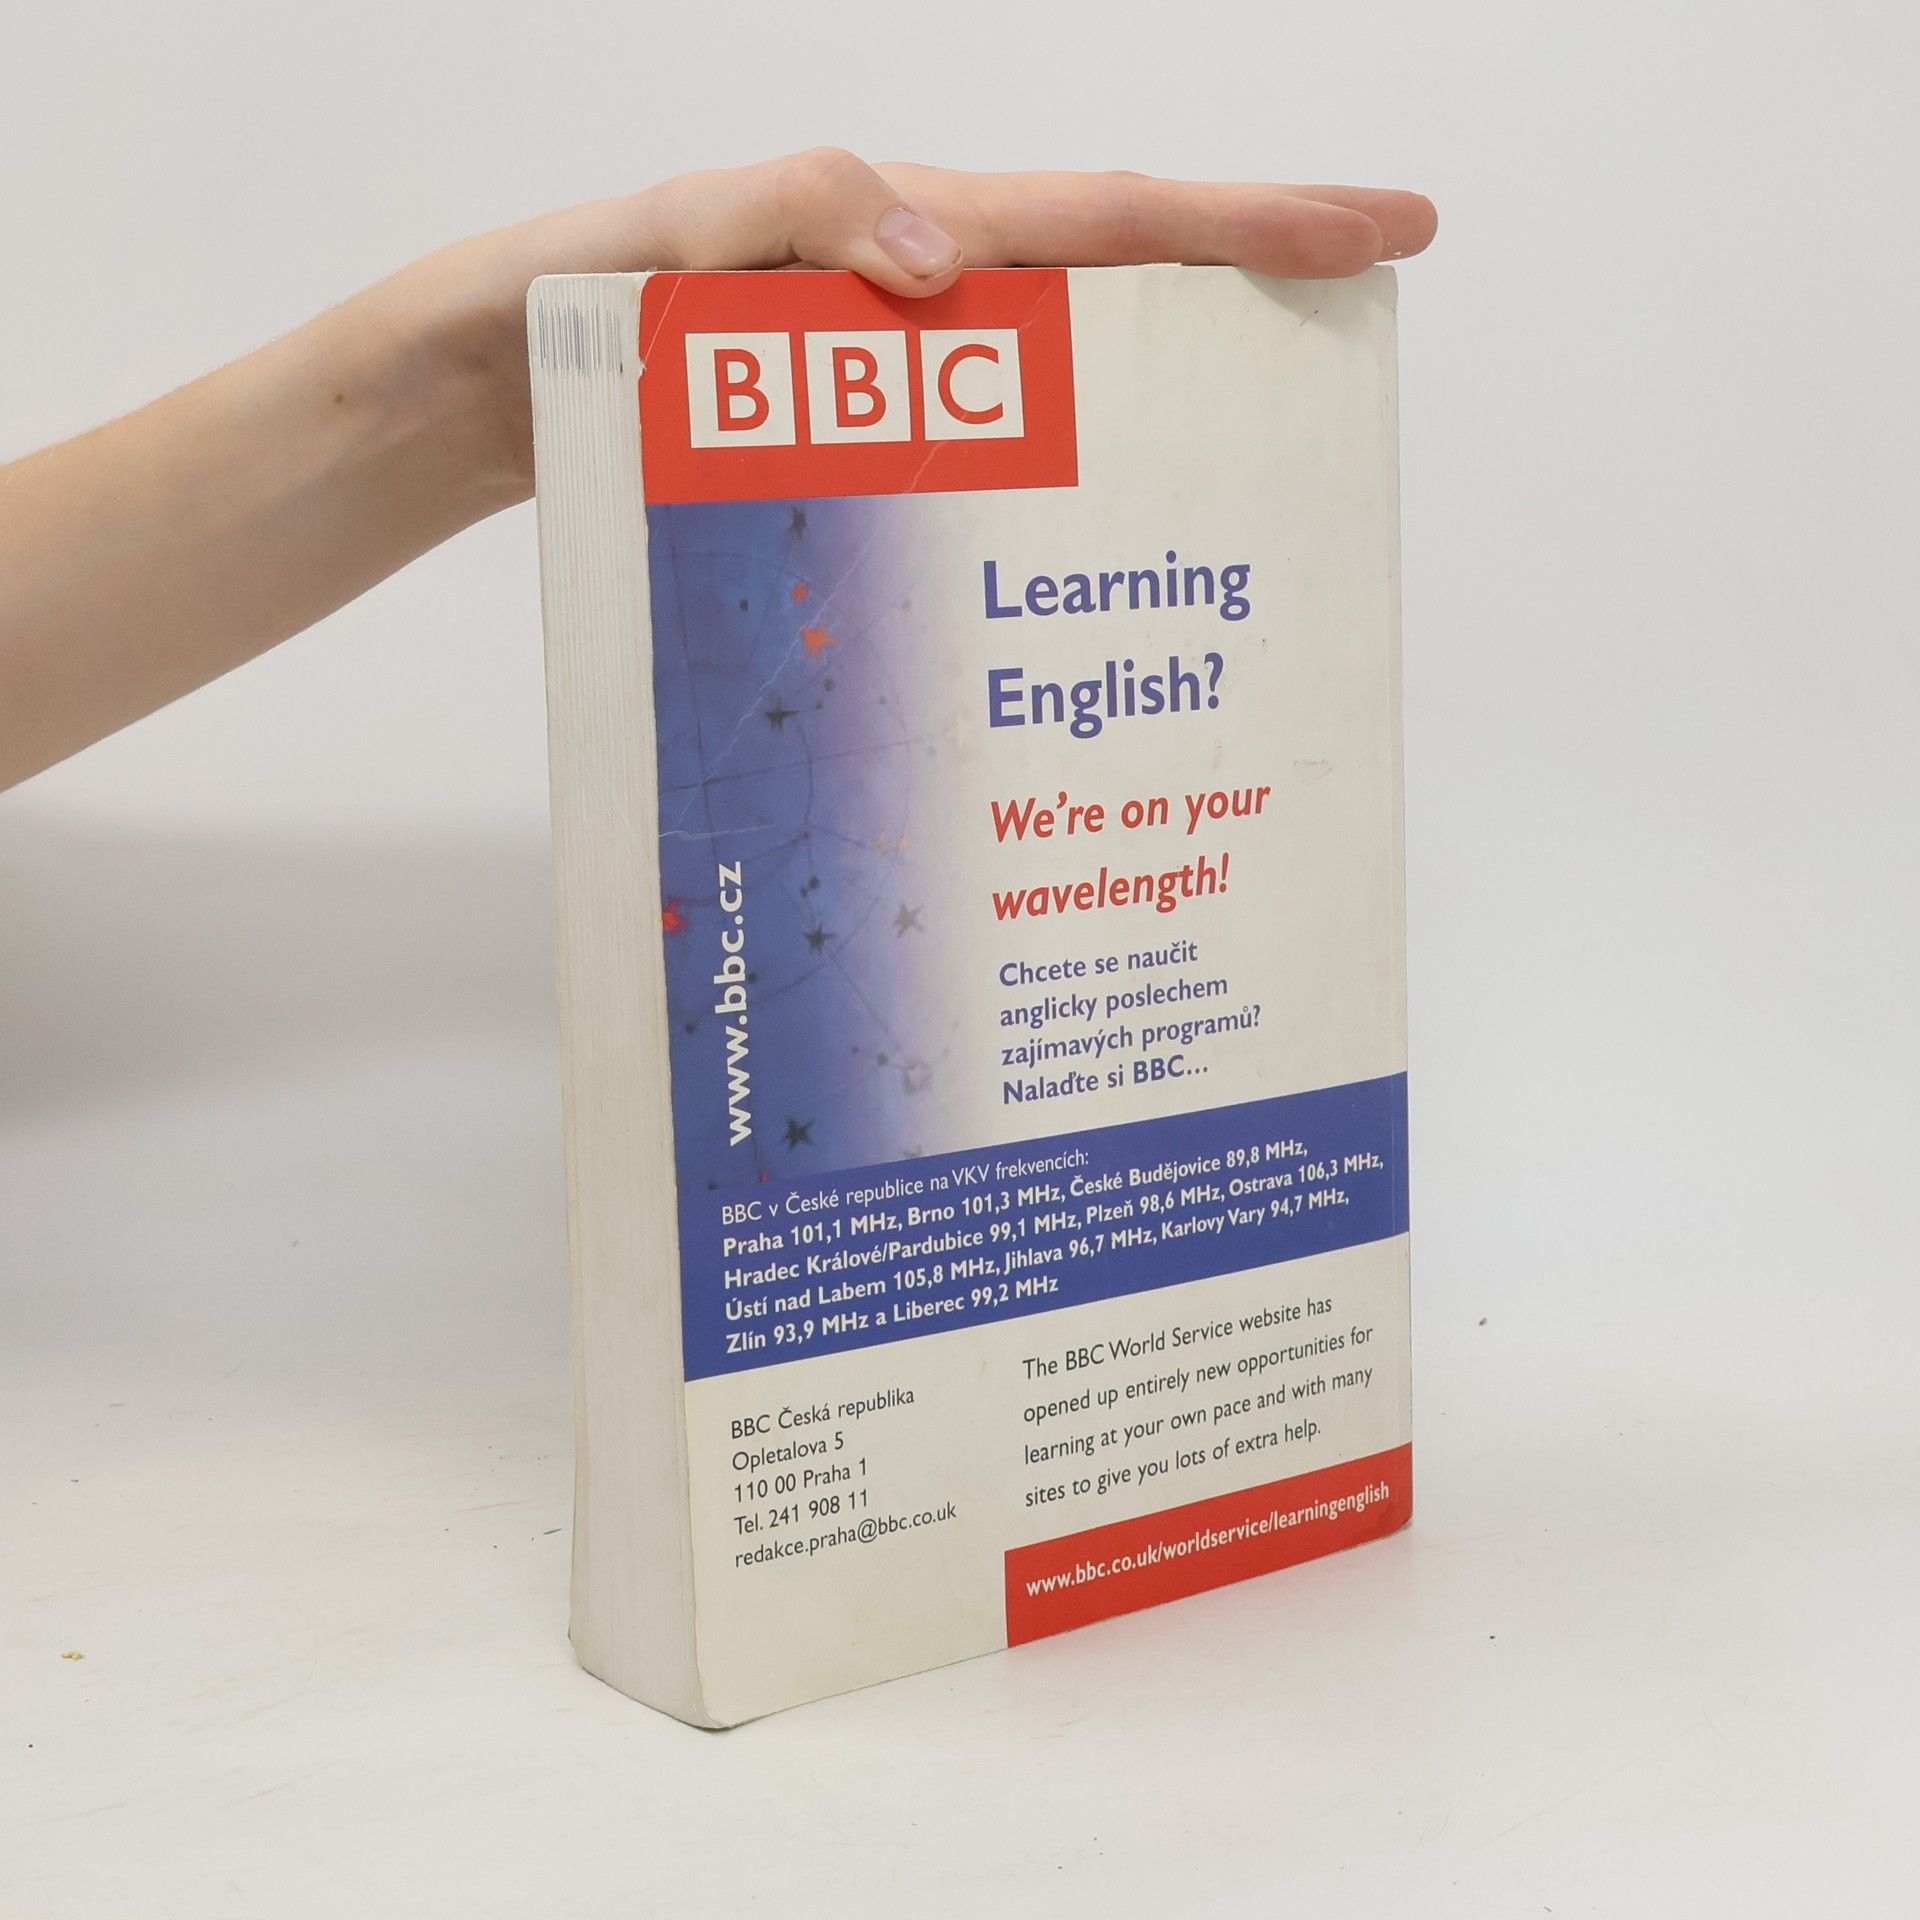 BBC
Learning
English?
We're on your
wavelength!
Chcete se naučit
anglicky poslechem
zajímavých programů?
Nalaďte si BBC...
www.bbc.cz
BBC v České republice na VKV frekvencích:
Praha 101,1 MHz, Brno 101,3 MHz, České Budějovice 89,8 MHz,
Hradec Králové/Pardubice 99,1 MHz, Plzeň 98,6 MHz, Ostrava 106,3 MHz,
Ústí nad Labem 105,8 MHz, Jihlava 96,7 MHz, Karlovy Vary 94,7 MHz,
Zlín 93,9 MHz a Liberec 99,2 MHz
BBC Česká republika
Opletalova 5
110 00 Praha 1
Tel. 241 908 11
redakce.praha@bbc.co.uk
The BBC World Service website has
opened up entirely new opportunities for
learning at your own pace and with many
sites to give you lots of extra help.
www.bbc.co.uk/worldservice/learningenglish